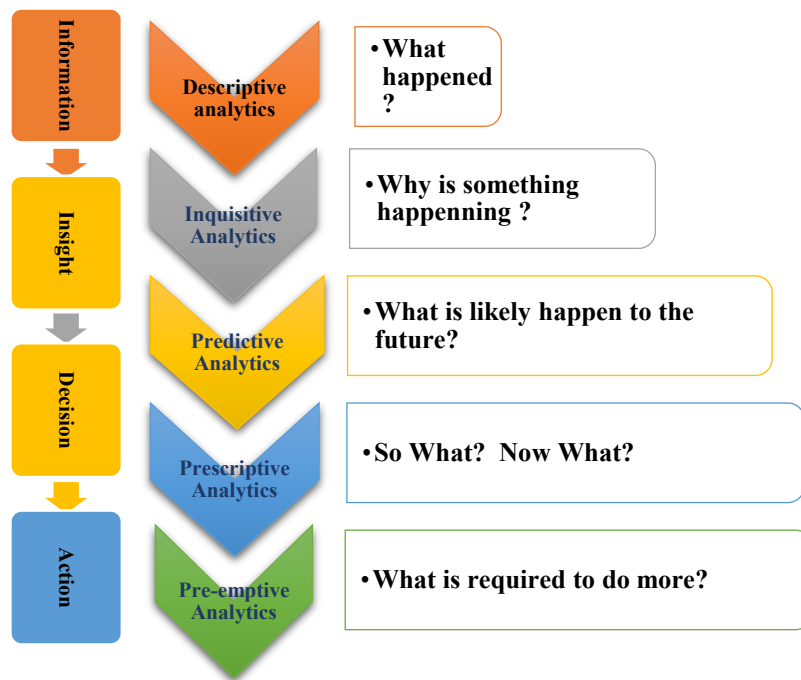 Information
Descriptive
analytics
•What
happened
?
Insight
Inquisitive
Analytics
•Why is something
happenning ?
Predictive
Analytics
•What is likely happen to the
future?
Decision
Prescriptive
Analytics
•So What?  Now What?
Action
Pre-emptive
Analytics
•What is required to do more?